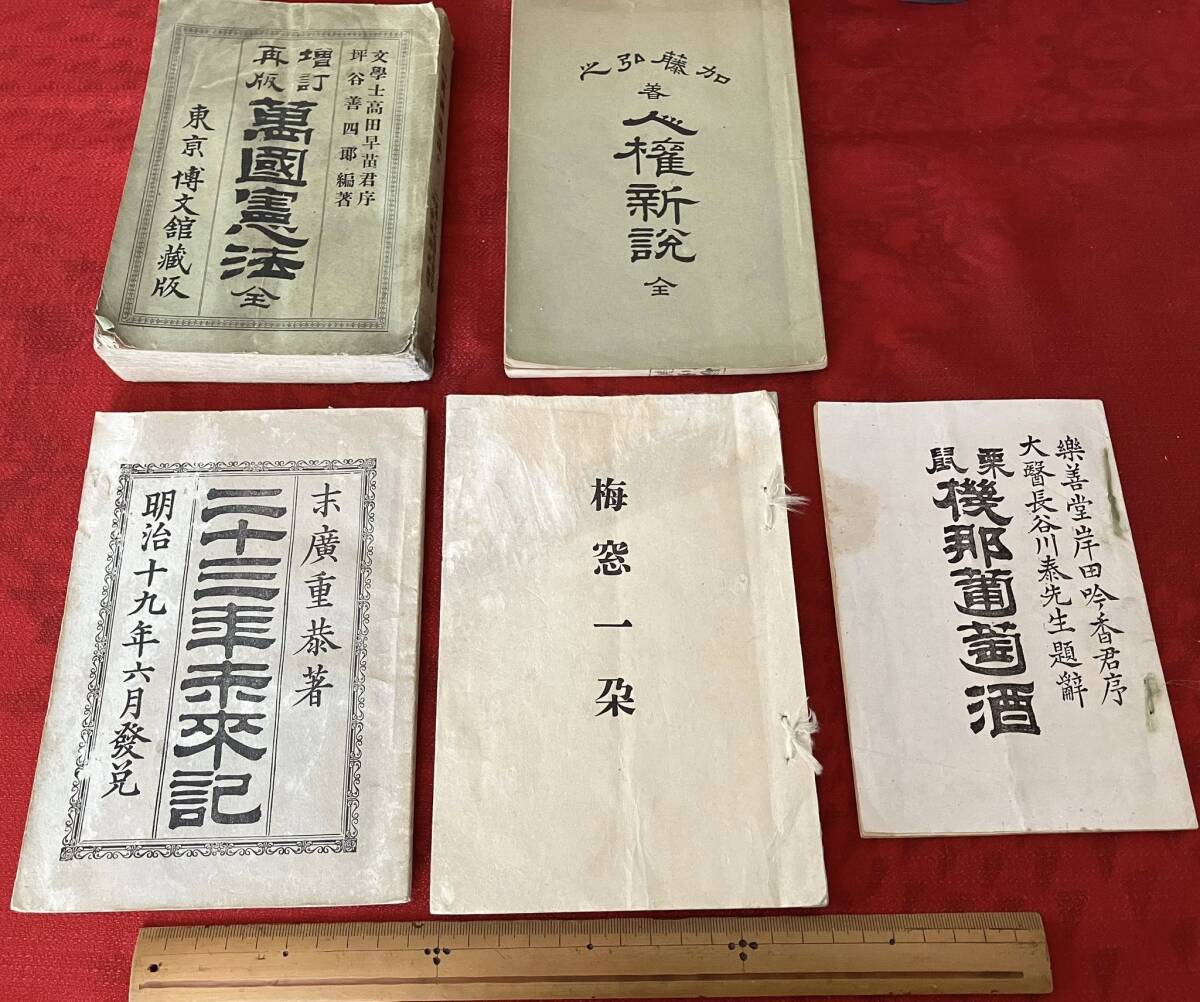 文學士高田早苗君序
坪谷善四郎編著
増訂
再版
萬國憲法全
東京博文館藏版
加藤弘之
著
人權新説
全
末廣重恭著
二十三年未來記
明治十九年六月發兌
梅窓一朶
樂善堂岸田吟香君序
大醫長谷川泰先生題辭
栗鼠
機那葡萄酒